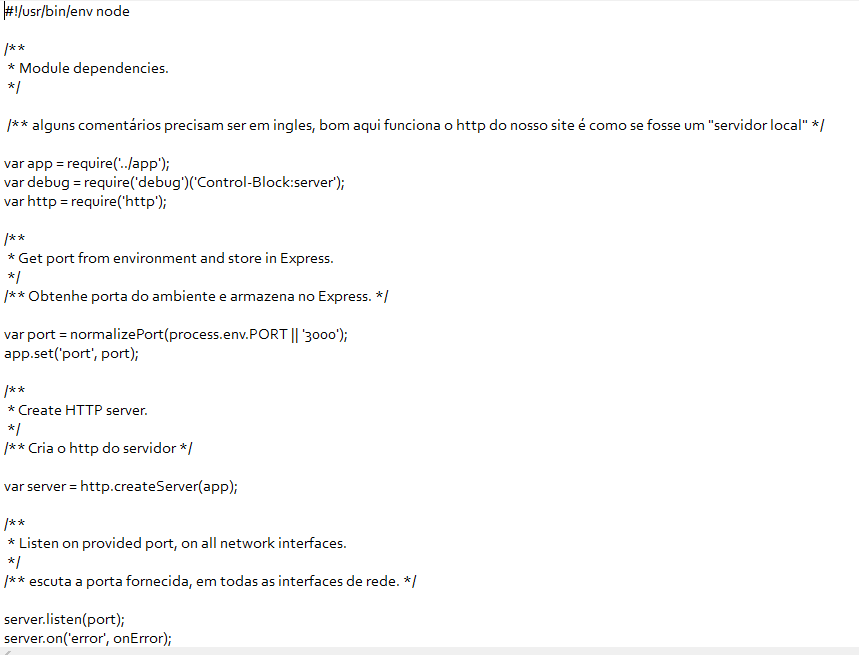 #!/usr/bin/env node
/**
* Module dependencies.
*/
/** alguns comentários precisam ser em ingles, bom aqui funciona o http do nosso site é como se fosse um "servidor local" */
var app = require('../app');
var debug = require('debug')('Control-Block:server');
var http = require('http');
/**
* Get port from environment and store in Express.
*/
/** Obtenhe porta do ambiente e armazena no Express. */
var port = normalizePort(process.env.PORT || '3000');
app.set('port', port);
/**
* Create HTTP server.
*/
/** Cria o http do servidor */
var server = http.createServer(app);
/**
* Listen on provided port, on all network interfaces.
*/
/** escuta a porta fornecida, em todas as interfaces de rede. */
server.listen(port);
server.on('error', onError);